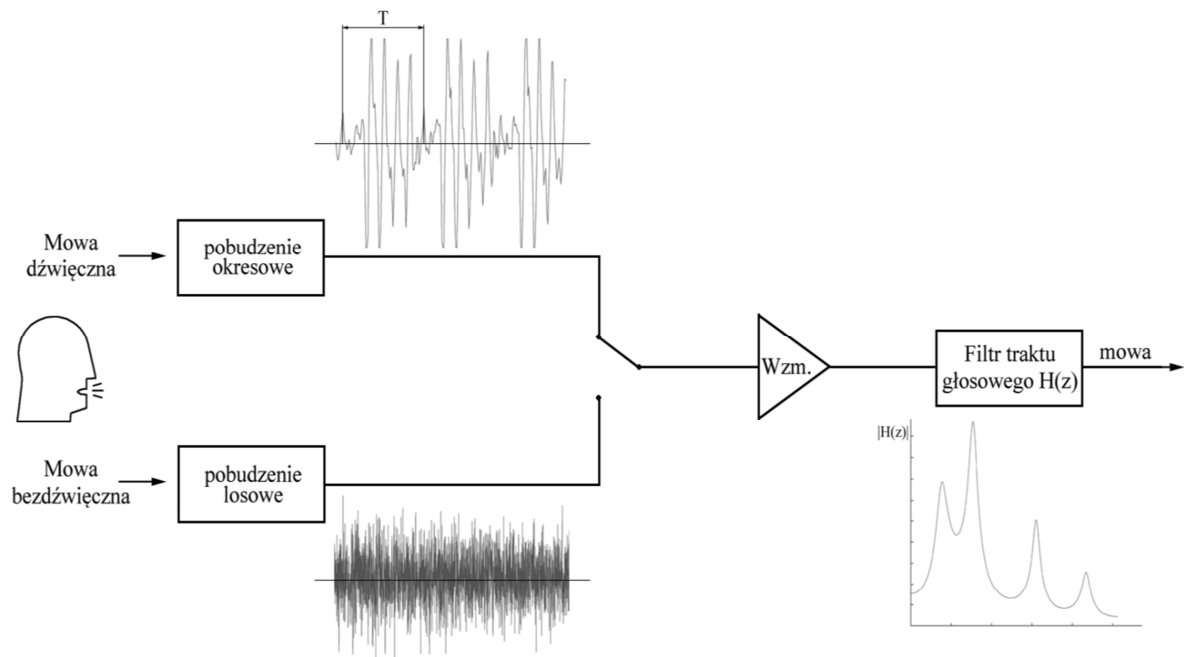 T
Mowa
dźwięczna
pobudzenie
okresowe
Wzm.
Filtr traktu
głosowego H(z)
mowa
|H(z)|
Mowa
bezdźwięczna
pobudzenie
losowe